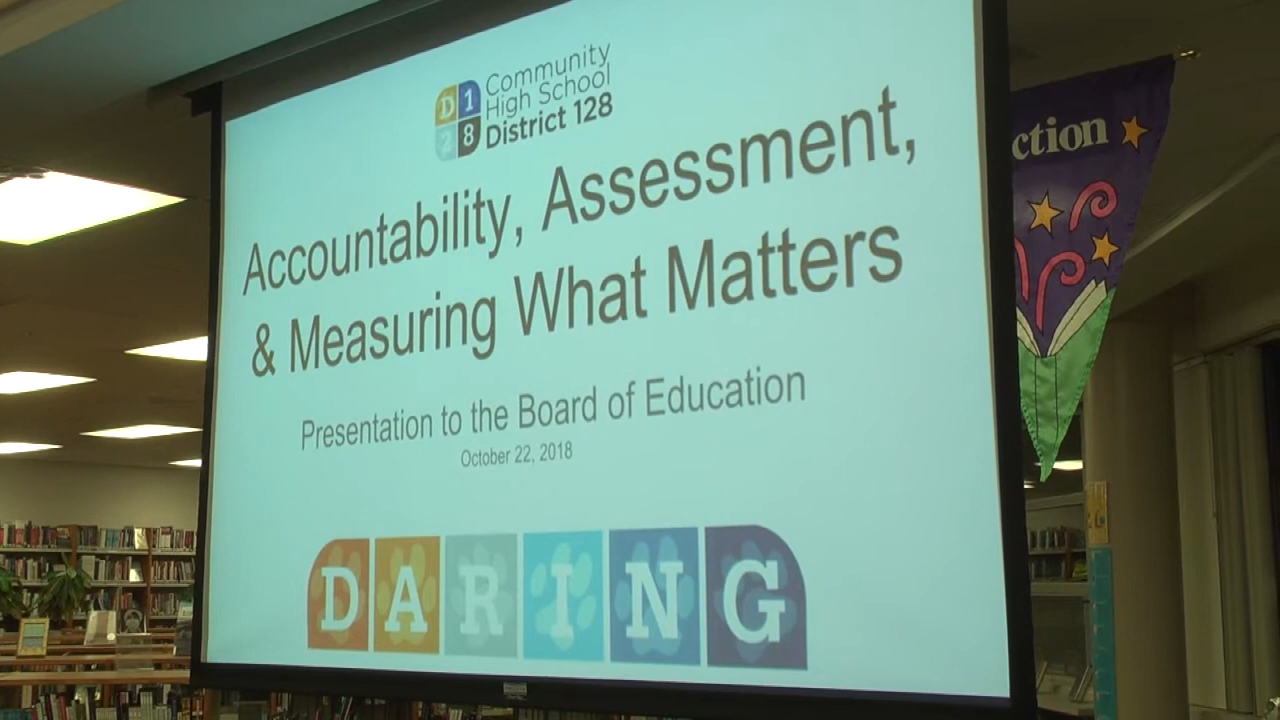 D1
28
Community
High School
District 128
Accountability, Assessment,
& Measuring What Matters
Presentation to the Board of Education
October 22, 2018
DARING
ction